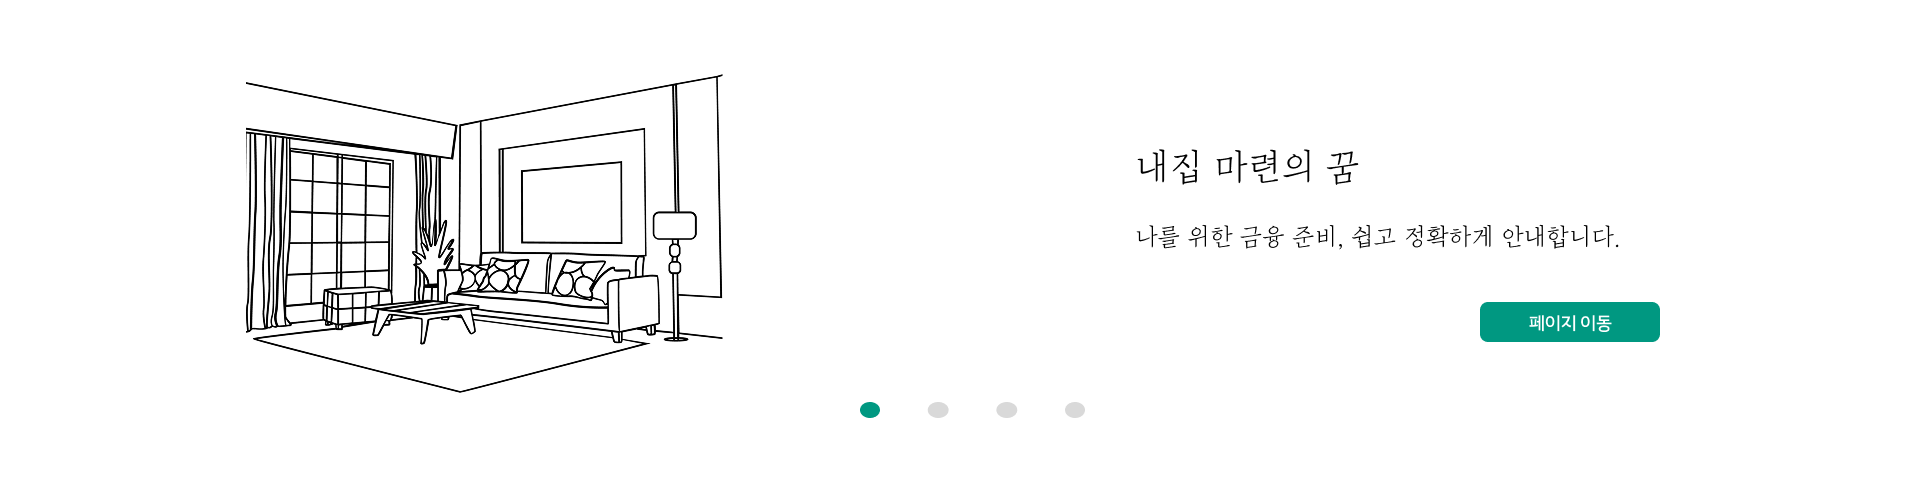 내집 마련의 꿈
나를 위한 금융 준비, 쉽고 정확하게 안내합니다.
페이지 이동